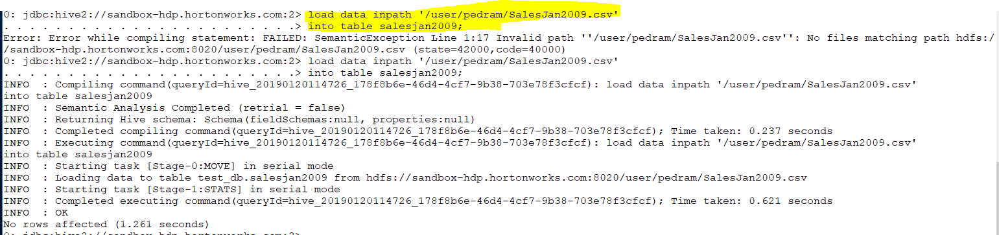 0: jdbc:hive2://sandbox-hdp.hortonworks.com:2> load data inpath '/user/pedram/SalesJan2009.csv'
. . . . . . . . . . . . . . . . . . . . . . .> into table salesjan2009;
Error: Error while compiling statement: FAILED: SemanticException Line 1:17 Invalid path ''/user/pedram/SalesJan2009.csv'': No files matching path hdfs:/
/sandbox-hdp.hortonworks.com:8020/user/pedram/SalesJan2009.csv (state=42000,code=40000)
0: jdbc:hive2://sandbox-hdp.hortonworks.com:2> load data inpath '/user/pedram/SalesJan2009.csv'
. . . . . . . . . . . . . . . . . . . . . . .> into table salesjan2009;
INFO  : Compiling command(queryId=hive_20190120114726_178f8b6e-46d4-4cf7-9b38-703e78f3cfcf): load data inpath '/user/pedram/SalesJan2009.csv'
into table salesjan2009
INFO  : Semantic Analysis Completed (retrial = false)
INFO  : Returning Hive schema: Schema(fieldSchemas:null, properties:null)
INFO  : Completed compiling command(queryId=hive_20190120114726_178f8b6e-46d4-4cf7-9b38-703e78f3cfcf); Time taken: 0.237 seconds
INFO  : Executing command(queryId=hive_20190120114726_178f8b6e-46d4-4cf7-9b38-703e78f3cfcf): load data inpath '/user/pedram/SalesJan2009.csv'
into table salesjan2009
INFO  : Starting task [Stage-0:MOVE] in serial mode
INFO  : Loading data to table test_db.salesjan2009 from hdfs://sandbox-hdp.hortonworks.com:8020/user/pedram/SalesJan2009.csv
INFO  : Starting task [Stage-1:STATS] in serial mode
INFO  : Completed executing command(queryId=hive_20190120114726_178f8b6e-46d4-4cf7-9b38-703e78f3cfcf); Time taken: 0.621 seconds
INFO  : OK
No rows affected (1.261 seconds)
0: jdbc:hive2://sandbox-hdp.hortonworks.com:2>